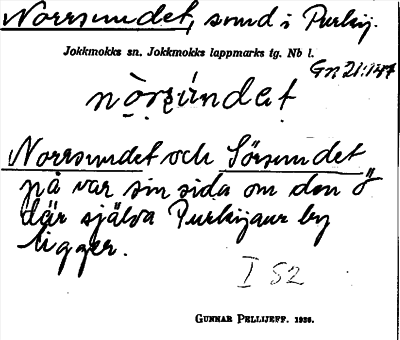 Norrsundet, sund i Purkij.
Jokkmokks sn. Jokkmokks lappmarks tg. Nb l.
Gn 21:147
nòrsúndet
Norrsundet och Sörsundet
på var sin sida om den ö
där själva Purkijaur by
ligger.
I 52
GUNNAR PELLIJEFF. 1936.